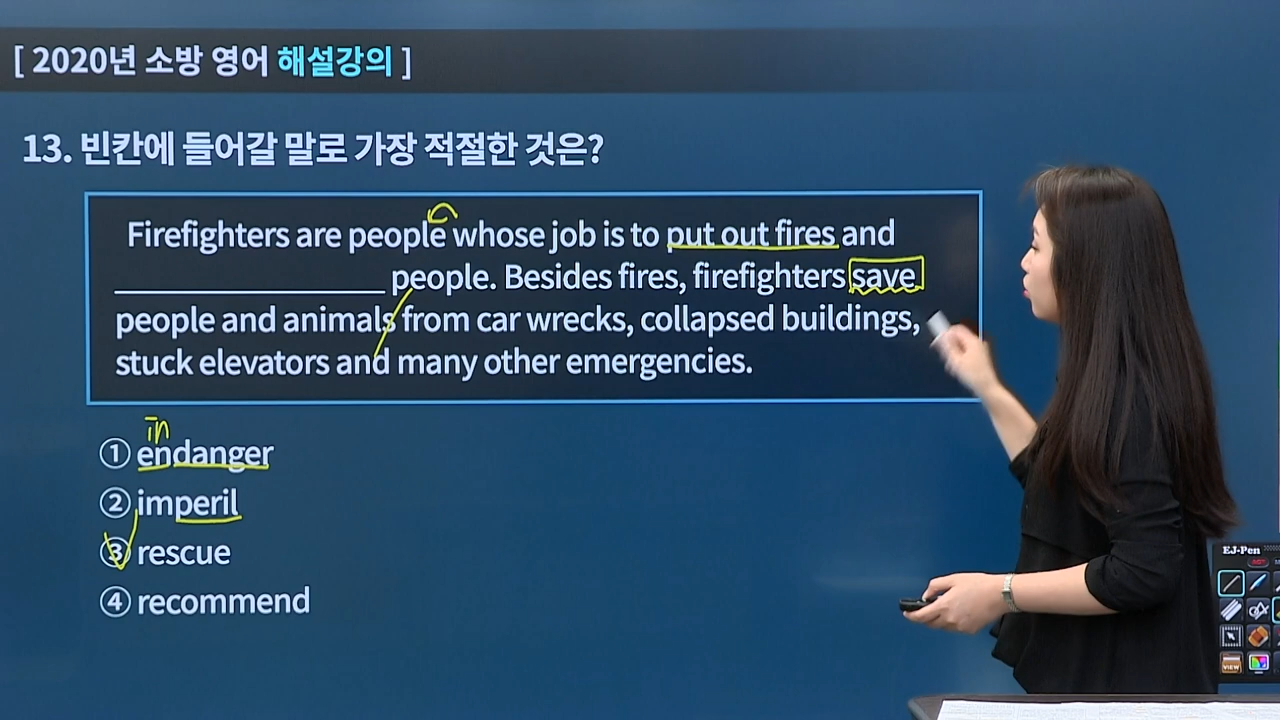 [ 2020년 소방 영어 해설강의 ]
13. 빈칸에 들어갈 말로 가장 적절한 것은?
Firefighters are people whose job is to put out fires and
_________________ people. Besides fires, firefighters save
people and animals from car wrecks, collapsed buildings,
stuck elevators and many other emergencies.
in
① endanger
② imperil
③ rescue
④ recommend
EJ-Pen
VIEW